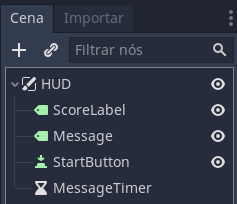 Cena Importar
Filtrar nós
HUD
ScoreLabel
Message
StartButton
MessageTimer